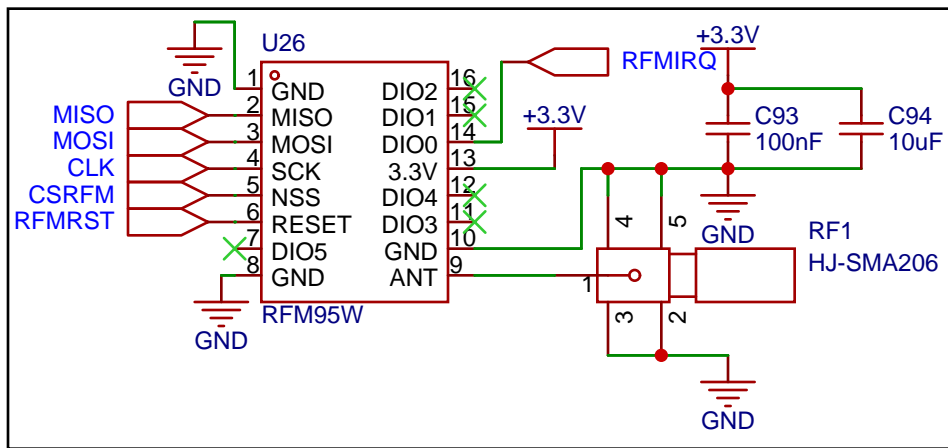 U26
GND
+3.3V
RFMIRQ
1 GND DIO2 16
MISO 2 MISO DIO1 15
MOSI 3 MOSI DIO0 14
CLK 4 SCK 3.3V 13
CSRFM 5 NSS DIO4 12
RFMRST 6 RESET DIO3 11
7 DIO5 GND 10
8 GND ANT 9
GND
RFM95W
+3.3V
C93
100nF
C94
10uF
GND
4
5
1
3
2
RF1
HJ-SMA206
GND